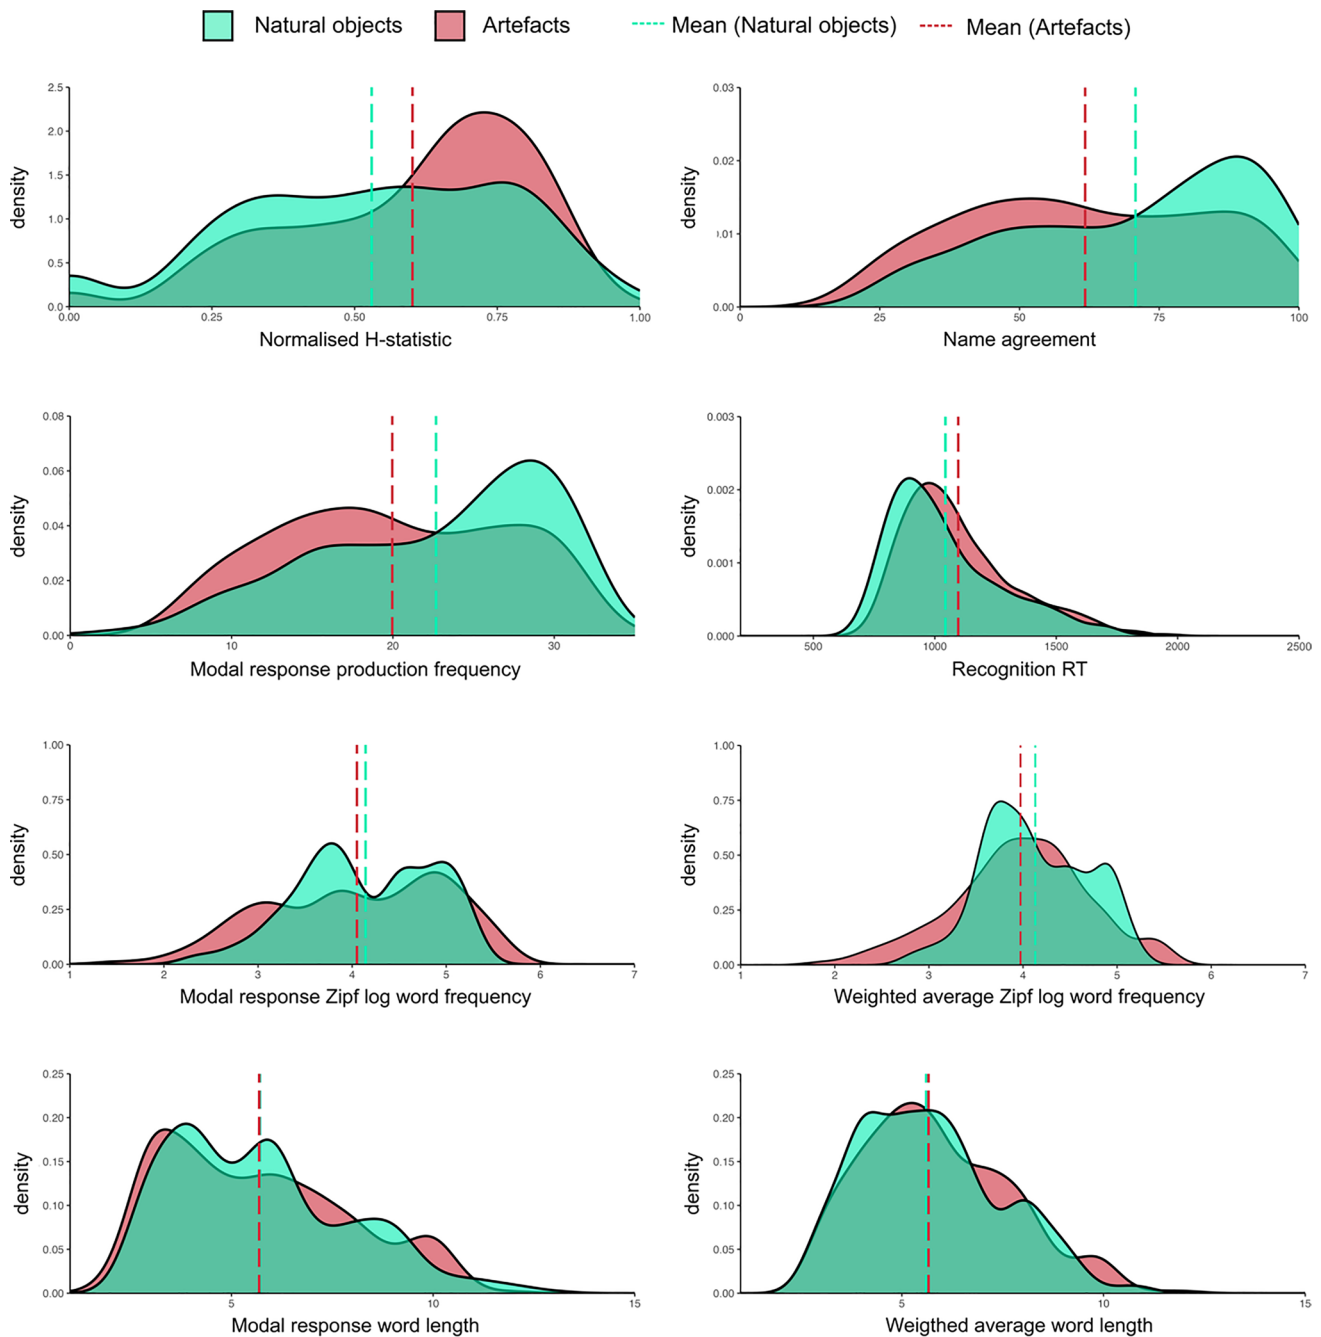 Natural objects Artefacts Mean (Natural objects) Mean (Artefacts)
2.5
2.0
1.5
1.0
0.5
0.0
density
0.00 0.25 0.50 0.75 1.00
Normalised H-statistic
0.03
0.02
.01
0.00
density
0 25 50 75 100
Name agreement
0.08
0.06
0.04
0.02
0.00
density
0 10 20 30
Modal response production frequency
0.003
0.002
0.001
0.000
density
500 1000 1500 2000 2500
Recognition RT
1.00
0.75
0.50
0.25
0.00
density
1 2 3 4 5 6 7
Modal response Zipf log word frequency
1.00
0.75
0.50
0.25
0.00
density
1 2 3 4 5 6 7
Weighted average Zipf log word frequency
0.25
0.20
0.15
0.10
0.05
0.00
density
5 10 15
Modal response word length
0.25
0.20
0.15
0.10
0.05
0.00
density
5 10 15
Weigthed average word length